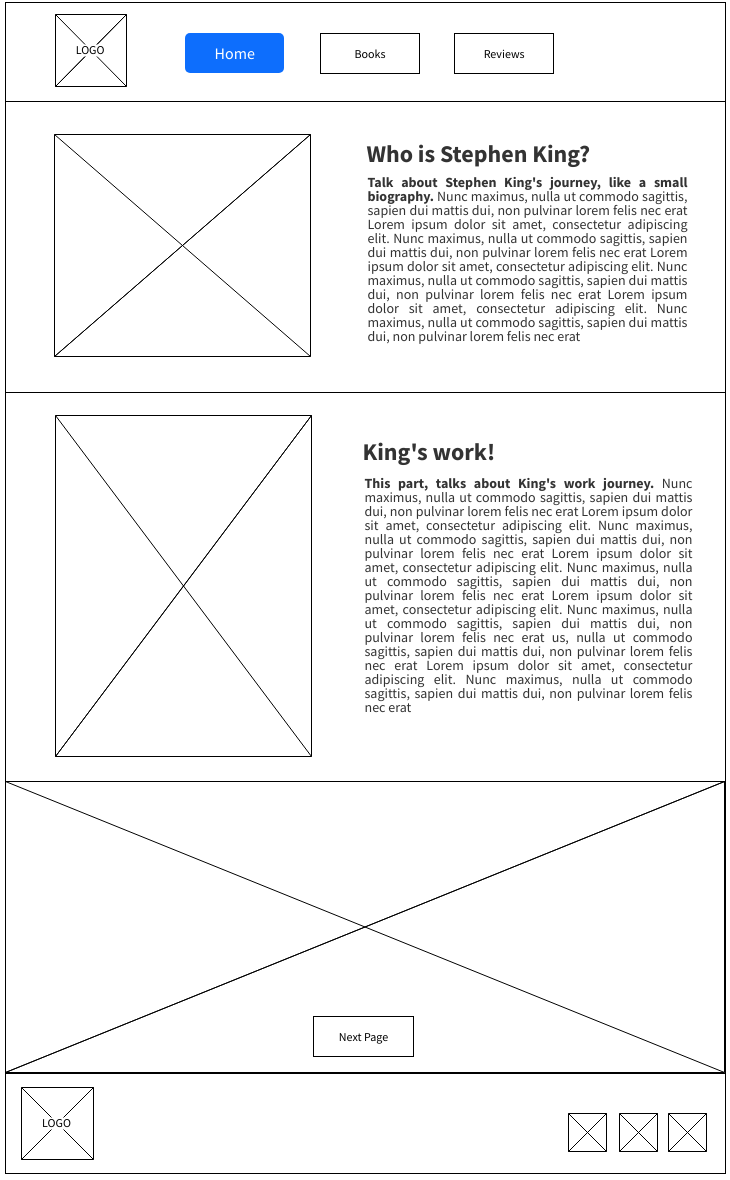 LOGO
Home
Books
Reviews
Who is Stephen King?
Talk about Stephen King's journey, like a small
biography. Nunc maximus, nulla ut commodo sagittis,
sapien dui mattis dui, non pulvinar lorem felis nec erat
Lorem ipsum dolor sit amet, consectetur adipiscing
elit. Nunc maximus, nulla ut commodo sagittis, sapien
dui mattis dui, non pulvinar lorem felis nec erat Lorem
ipsum dolor sit amet, consectetur adipiscing elit. Nunc
maximus, nulla ut commodo sagittis, sapien dui mattis
dui, non pulvinar lorem felis nec erat Lorem ipsum
dolor sit amet, consectetur adipiscing elit. Nunc
maximus, nulla ut commodo sagittis, sapien dui mattis
dui, non pulvinar lorem felis nec erat
King's work!
This part, talks about King's work journey. Nunc
maximus, nulla ut commodo sagittis, sapien dui mattis
dui, non pulvinar lorem felis nec erat Lorem ipsum dolor
sit amet, consectetur adipiscing elit. Nunc maximus,
nulla ut commodo sagittis, sapien dui mattis dui, non
pulvinar lorem felis nec erat Lorem ipsum dolor sit
amet, consectetur adipiscing elit. Nunc maximus, nulla
ut commodo sagittis, sapien dui mattis dui, non
pulvinar lorem felis nec erat Lorem ipsum dolor sit
amet, consectetur adipiscing elit. Nunc maximus, nulla
ut commodo sagittis, sapien dui mattis dui, non
pulvinar lorem felis nec erat us, nulla ut commodo
sagittis, sapien dui mattis dui, non pulvinar lorem felis
nec erat Lorem ipsum dolor sit amet, consectetur
adipiscing elit. Nunc maximus, nulla ut commodo
sagittis, sapien dui mattis dui, non pulvinar lorem felis
nec erat
Next Page
LOGO